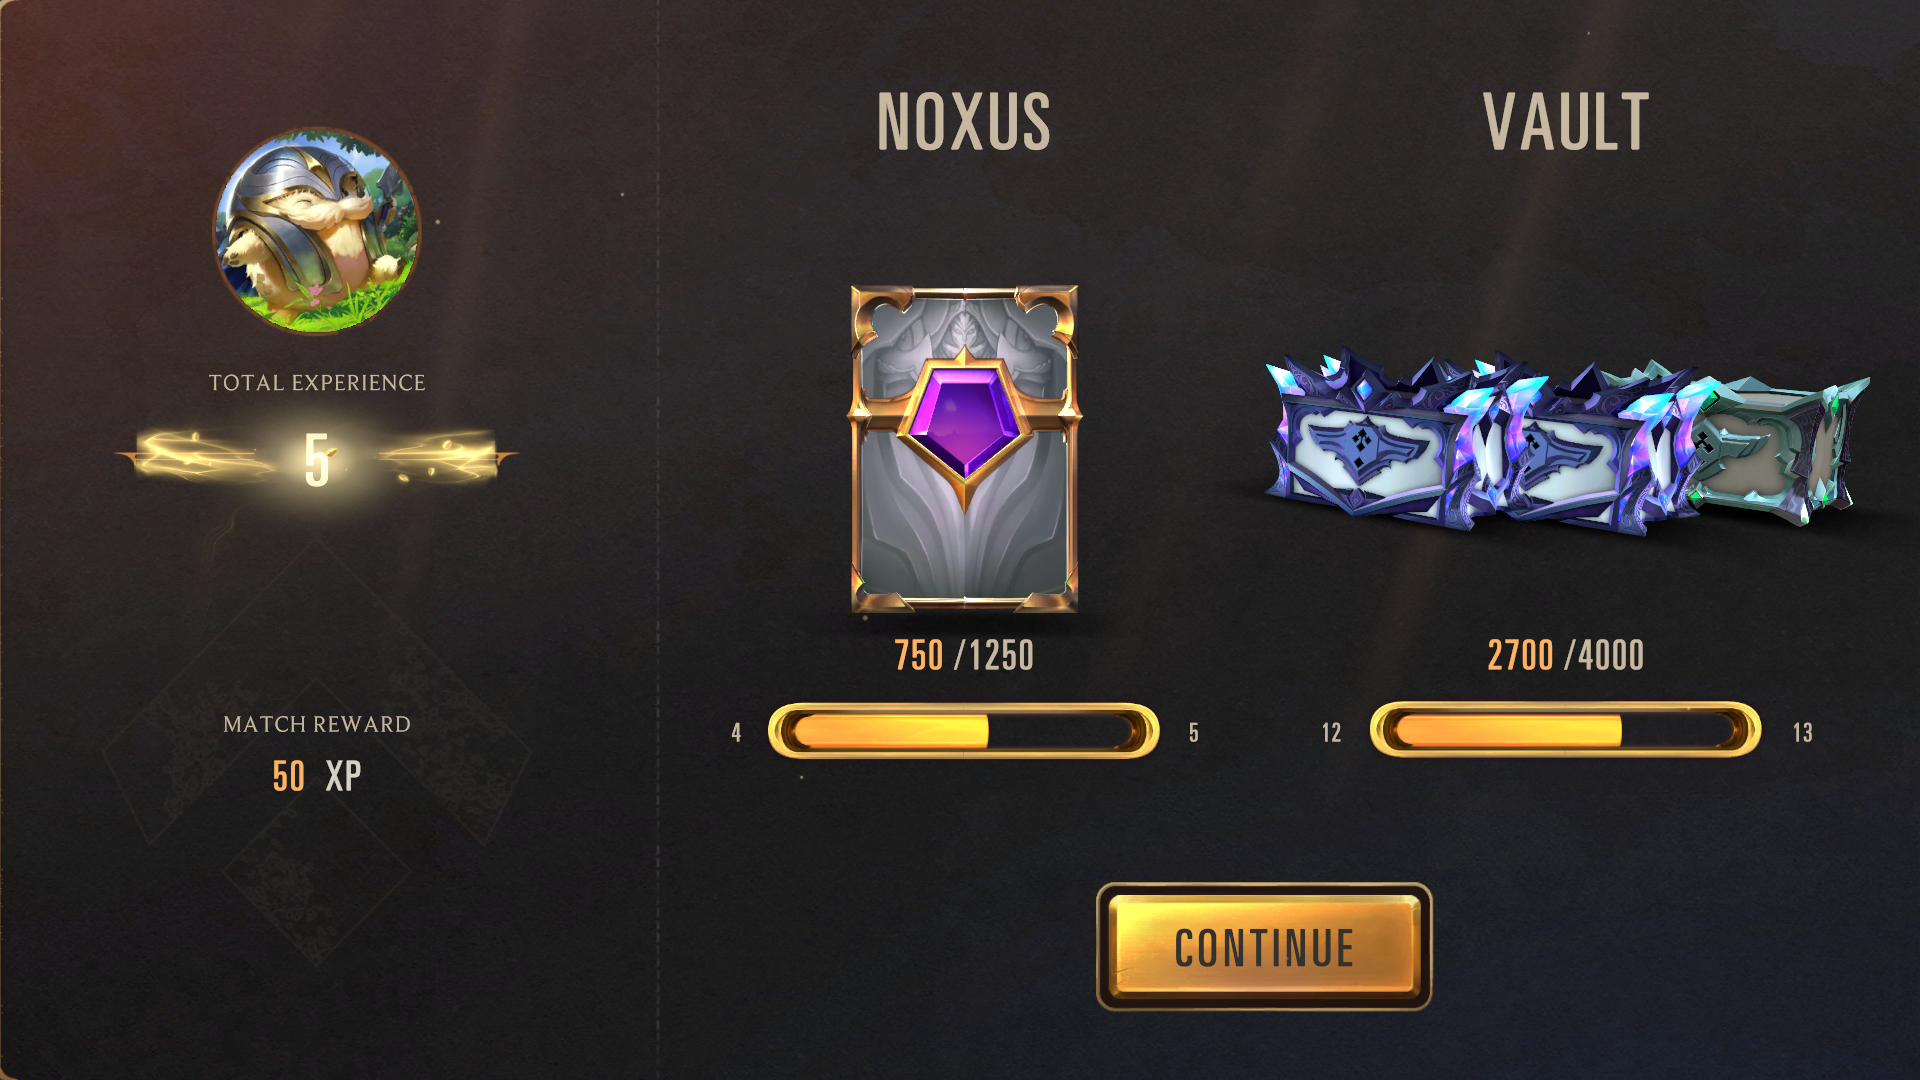 TOTAL EXPERIENCE
5
MATCH REWARD
50 XP
NOXUS
750 /1250
4
5
VAULT
2700 /4000
12
13
CONTINUE